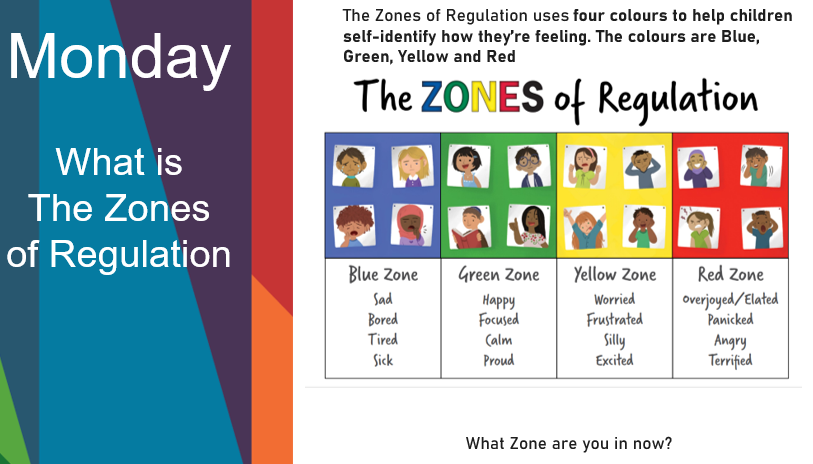 Monday
What is
The Zones
of Regulation
The Zones of Regulation uses four colours to help children
self-identify how they're feeling. The colours are Blue,
Green, Yellow and Red
The ZONES of Regulation
Blue Zone
Sad
Bored
Tired
Sick
Green Zone
Happy
Focused
Calm
Proud
Yellow Zone
Worried
Frustrated
Silly
Excited
Red Zone
Overjoyed/Elated
Panicked
Angry
Terrified
What Zone are you in now?